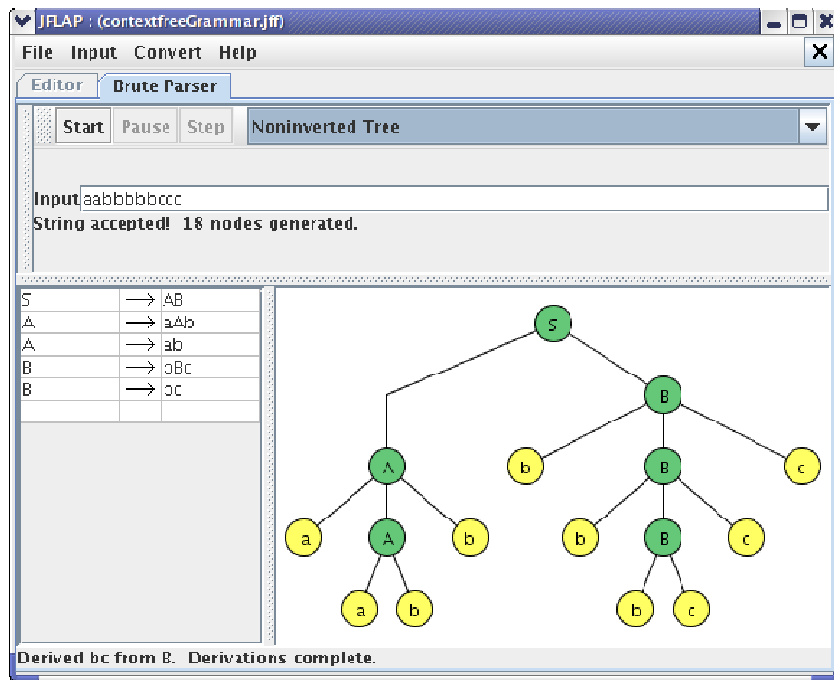 JFLAP : (contextfreeGrammar.jff)
File Input Convert Help
Editor Brute Parser
Start Pause Step Noninverted Tree
Input aabbbbbccc
String accepted! 18 nodes generated.
S → AB
A → aAb
A → ab
B → bBc
B → bc
S
B
A b B c
a A b b B c
a b b c
Derived bc from B. Derivations complete.